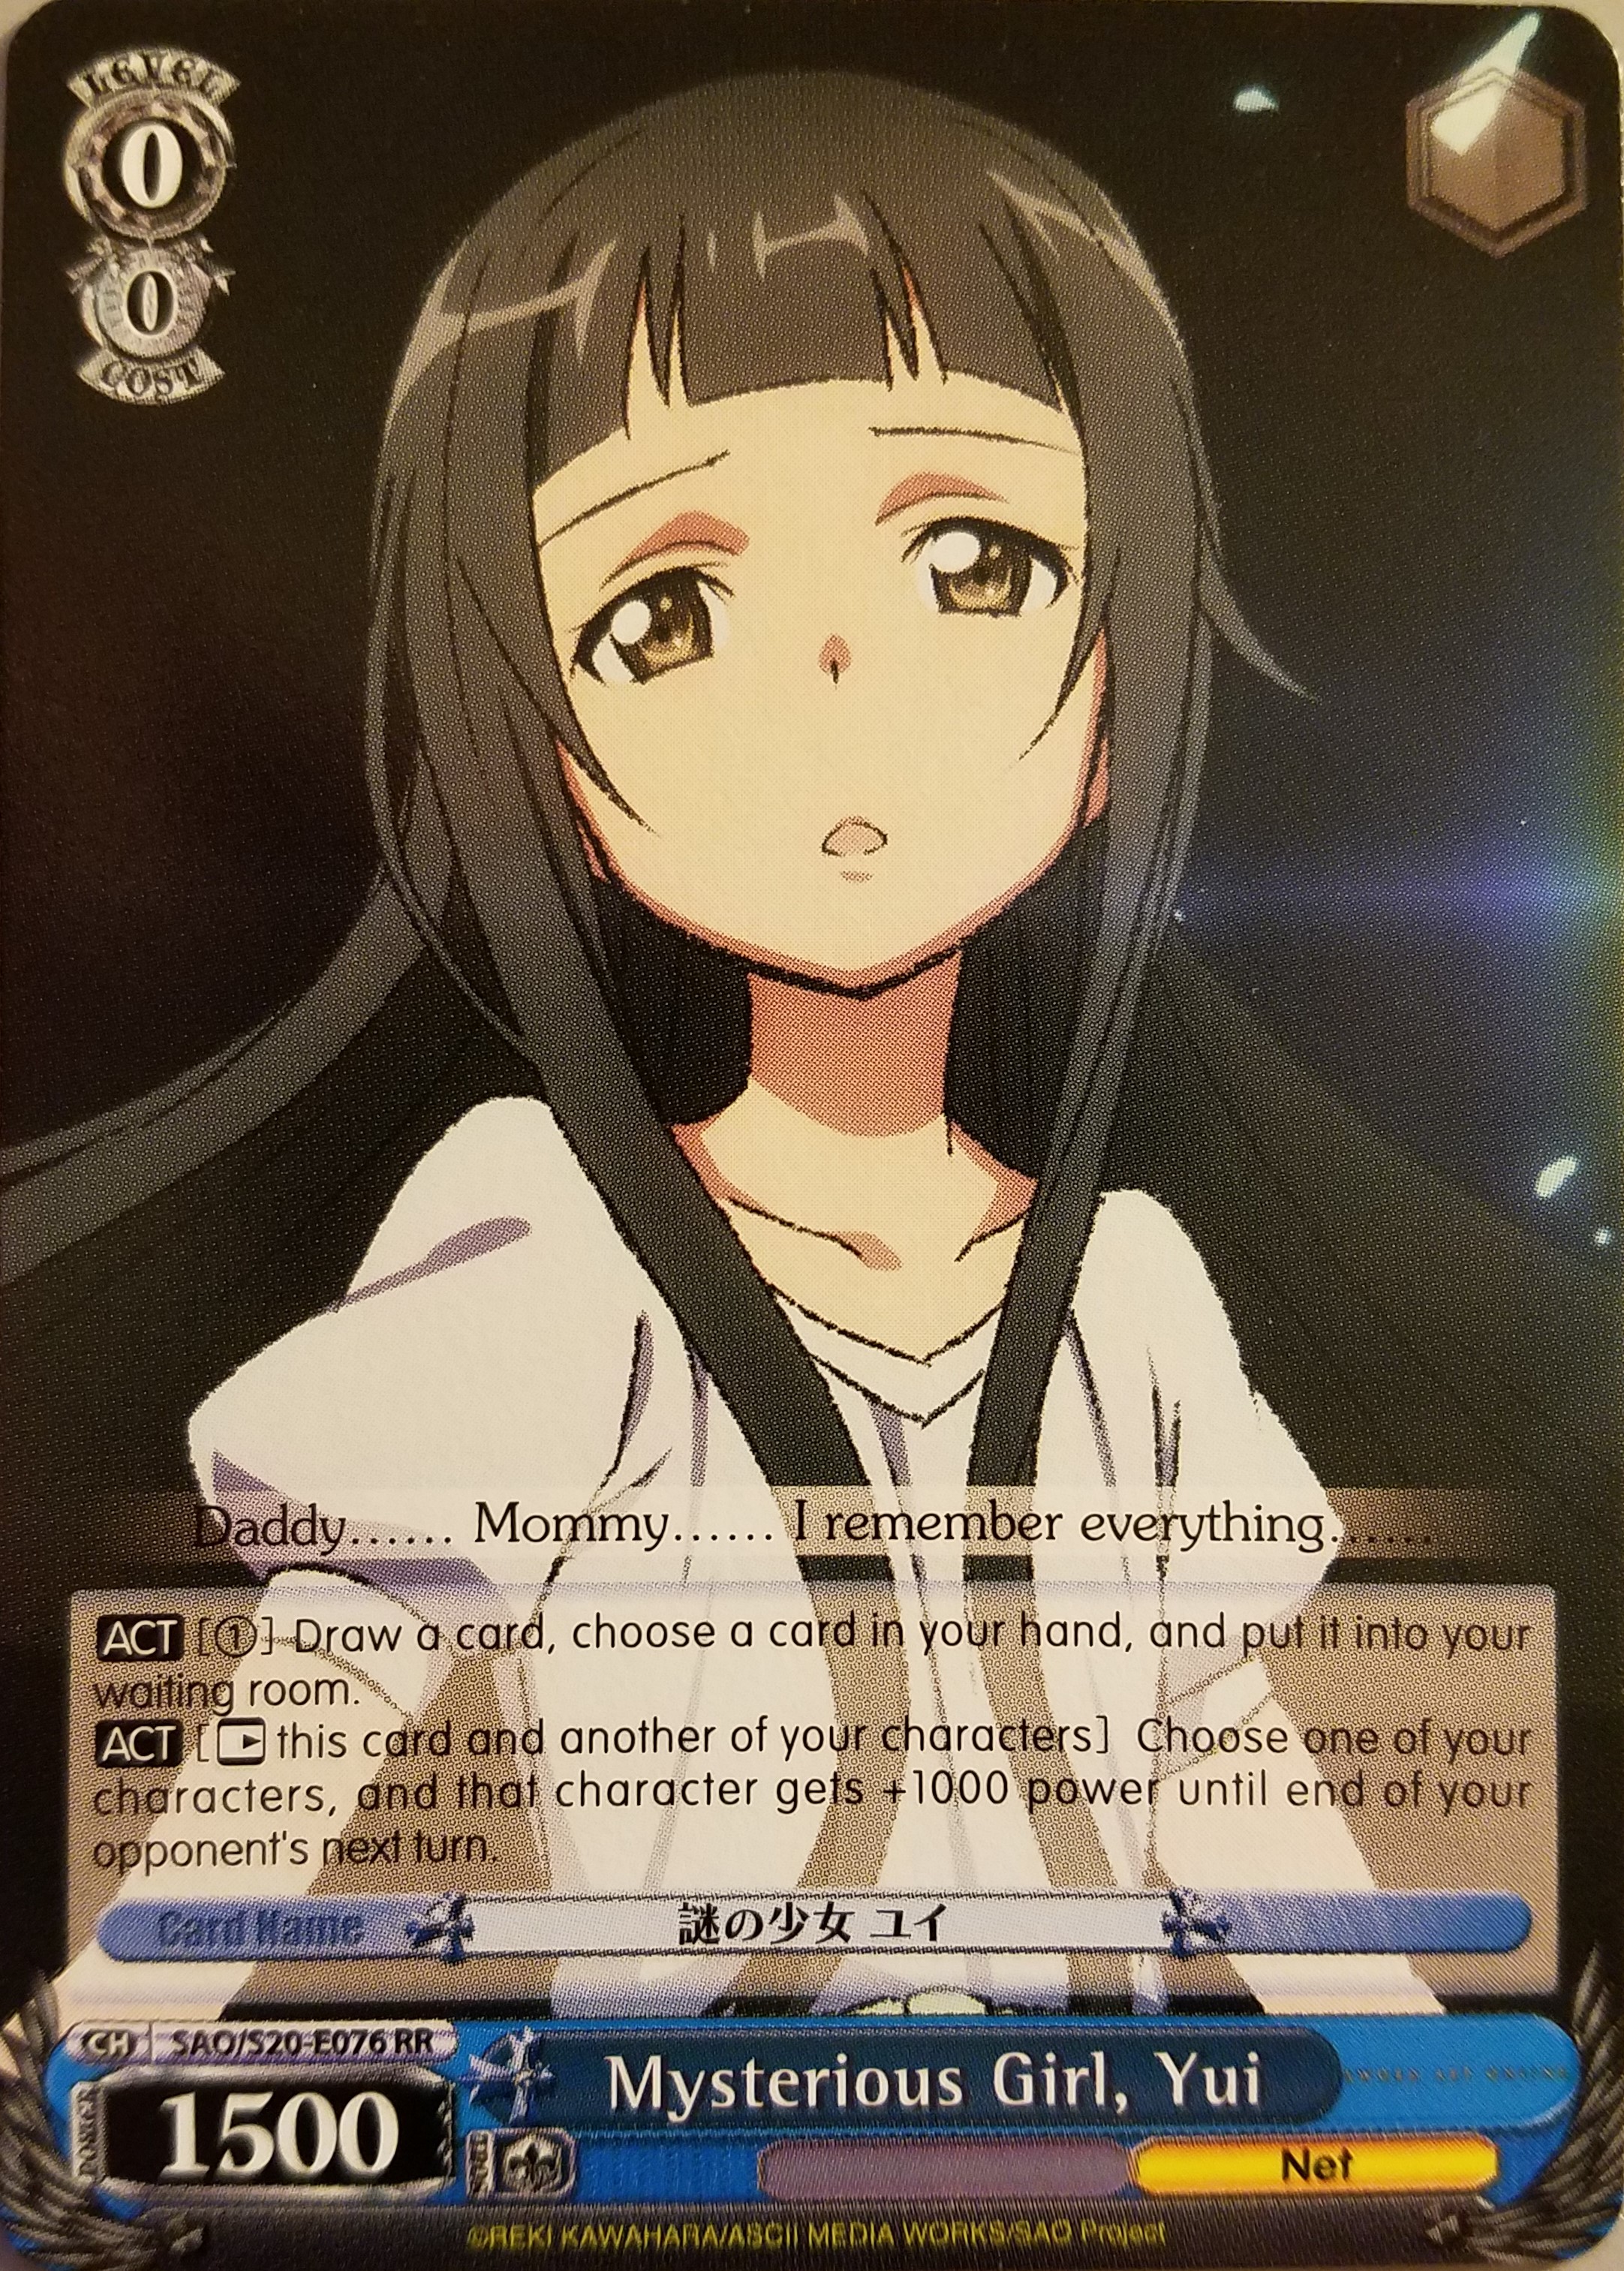 LEVEL
0
0
COST
Daddy...... Mommy...... I remember everything.......
ACT [①] Draw a card, choose a card in your hand, and put it into your
waiting room.
ACT [ this card and another of your characters] Choose one of your
characters, and that character gets +1000 power until end of your
opponent's next turn.
Card Name
謎の少女 ユイ
CH SAO/S20-E076 RR
Mysterious Girl, Yui
SWORD ART ONLINE
POWER
1500
SOUL
Net
©REKI KAWAHARA/ASCII MEDIA WORKS/SAO Project